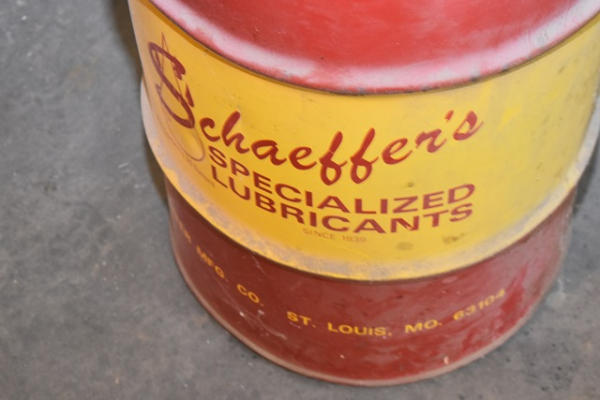 Schaeffer's
SPECIALIZED
LUBRICANTS
SINCE 1839
MFG. CO. ST. LOUIS, MO. 63104